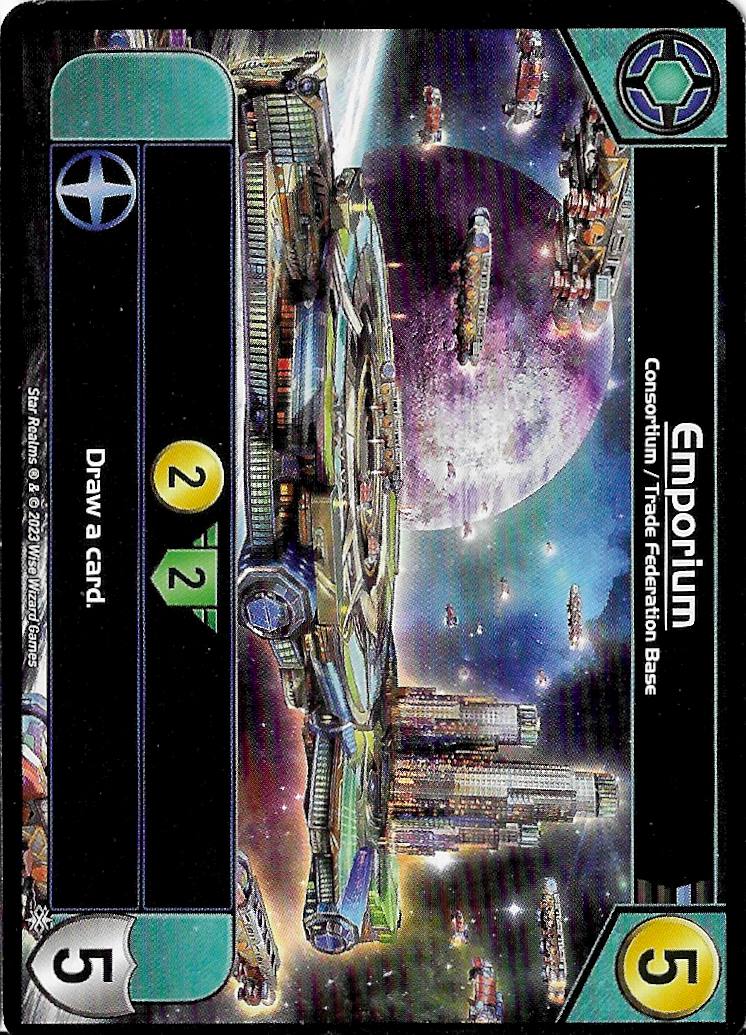 Emporium
5
Consortium / Trade Federation Base
2 2
Draw a card.
5
Star Realms ® & © 2023 Wise Wizard Games